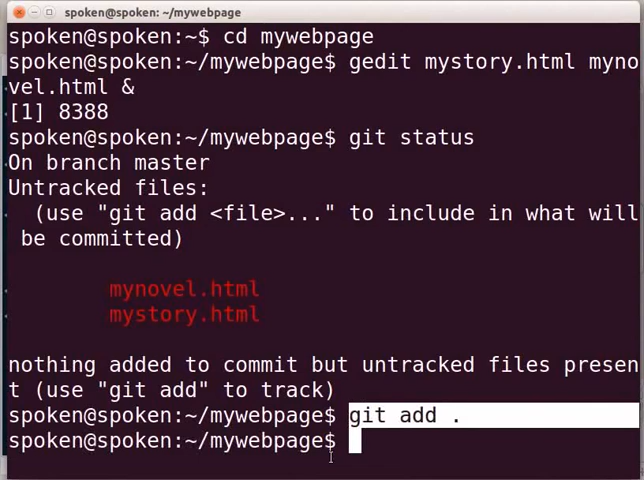 spoken@spoken: ~/mywebpage
spoken@spoken:~$ cd mywebpage
spoken@spoken:~/mywebpage$ gedit mystory.html myno
vel.html &
[1] 8388
spoken@spoken:~/mywebpage$ git status
On branch master
Untracked files:
(use "git add <file>..." to include in what will
be committed)
mynovel.html
mystory.html
nothing added to commit but untracked files presen
t (use "git add" to track)
spoken@spoken:~/mywebpage$ git add .
spoken@spoken:~/mywebpage$